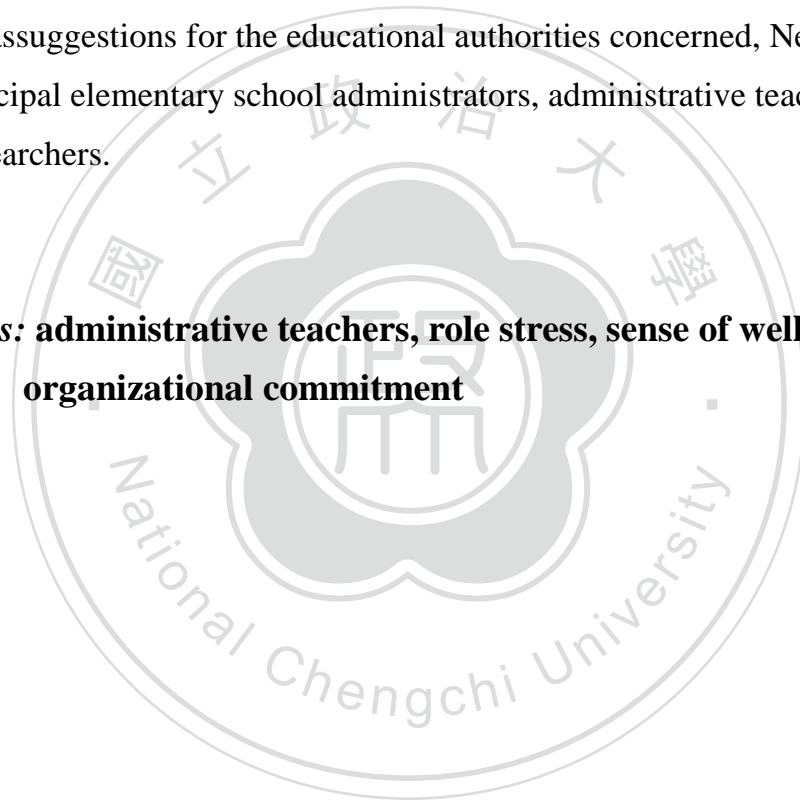 assuggestions for the educational authorities concerned, Ne
cipal elementary school administrators, administrative teac
earchers.
s: administrative teachers, role stress, sense of well
organizational commitment
國立政治大學
National Chengchi University